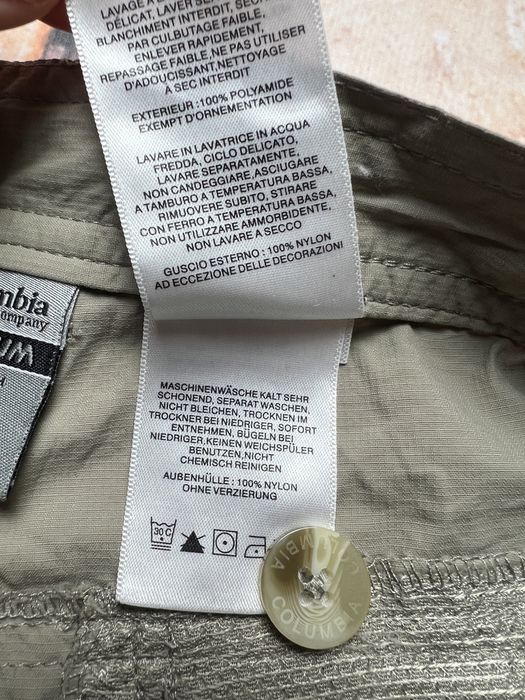 LAVAGE A
DÉLICAT, LAVER SÉ
BLANCHIMENT INTERDIT, SÉC
PAR CULBUTAGE FAIBLE,
ENLEVER RAPIDEMENT,
REPASSAGE FAIBLE, NE PAS UTILISER
D'ADOUCISSANT, NETTOYAGE
A SEC INTERDIT
EXTERIEUR :100% POLYAMIDE
EXEMPT D'ORNEMENTATION
LAVARE IN LAVATRICE IN ACQUA
FREDDA, CICLO DELICATO,
LAVARE SEPARATAMENTE,
NON CANDEGGIARE, ASCIUGARE
A TAMBURO A TEMPERATURA BASSA,
RIMUOVERE SUBITO, STIRARE
CON FERRO A TEMPERATURA BASSA,
NON UTILIZZARE AMMORBIDENTE,
NON LAVARE A SECCO
GUSCIO ESTERNO : 100% NYLON
AD ECCEZIONE DELLE DECORAZIONI
mbia
ompany
MASCHINENWÄSCHE KALT SEHR
SCHONEND, SEPARAT WASCHEN,
NICHT BLEICHEN, TROCKNEN IM
TROCKER BEI NIEDRIGER, SOFORT
ENTNEHMEN, BÜGELN BEI
NIEDRIGER.KEINEN WEICHSPÜLER
BENUTZEN,NICHT
CHEMISCH REINIGEN
AUßENHÜLLE : 100% NYLON
OHNE VERZIERUNG
30 C
COLUMBIA
COLUMBIA